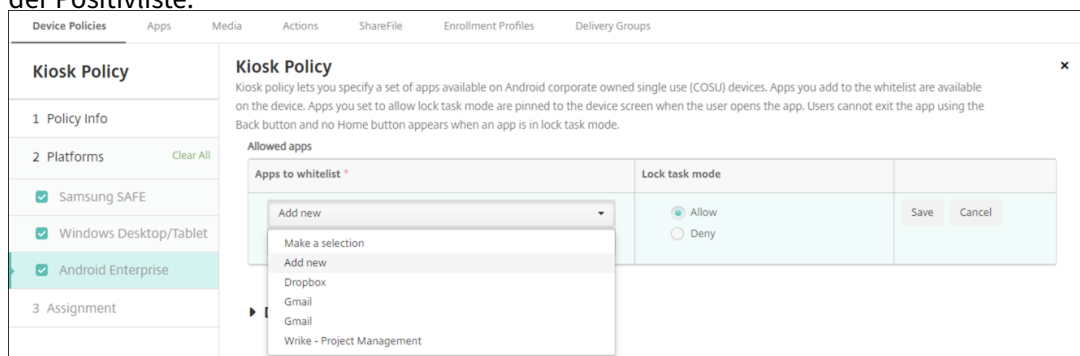 der Positivliste.
Device Policies Apps Media Actions ShareFile Enrollment Profiles Delivery Groups
Kiosk Policy
1 Policy Info
2 Platforms Clear All
Samsung SAFE
Windows Desktop/Tablet
Android Enterprise
3 Assignment
Kiosk Policy
Kiosk policy lets you specify a set of apps available on Android corporate owned single use (COSU) devices. Apps you add to the whitelist are available
on the device. Apps you set to allow lock task mode are pinned to the device screen when the user opens the app. Users cannot exit the app using the
Back button and no Home button appears when an app is in lock task mode.
Allowed apps
Apps to whitelist * Lock task mode
Add new Allow Save Cancel
Deny
Make a selection
Add new
Dropbox
Gmail
Gmail
Wrike - Project Management